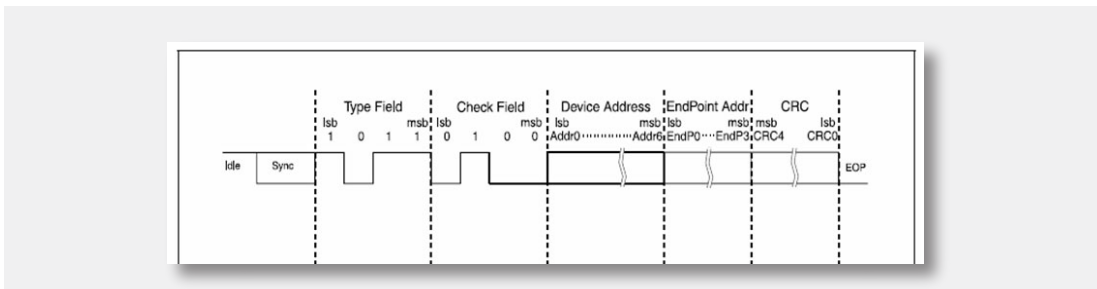 Type Field Check Field Device Address EndPoint Addr CRC
lsb msb lsb msb lsb msb lsb msb msb lsb
1 0 1 1 0 1 0 0 Addr0 Addr6 EndP0 EndP3 CRC4 CRC0
Idle Sync EOP